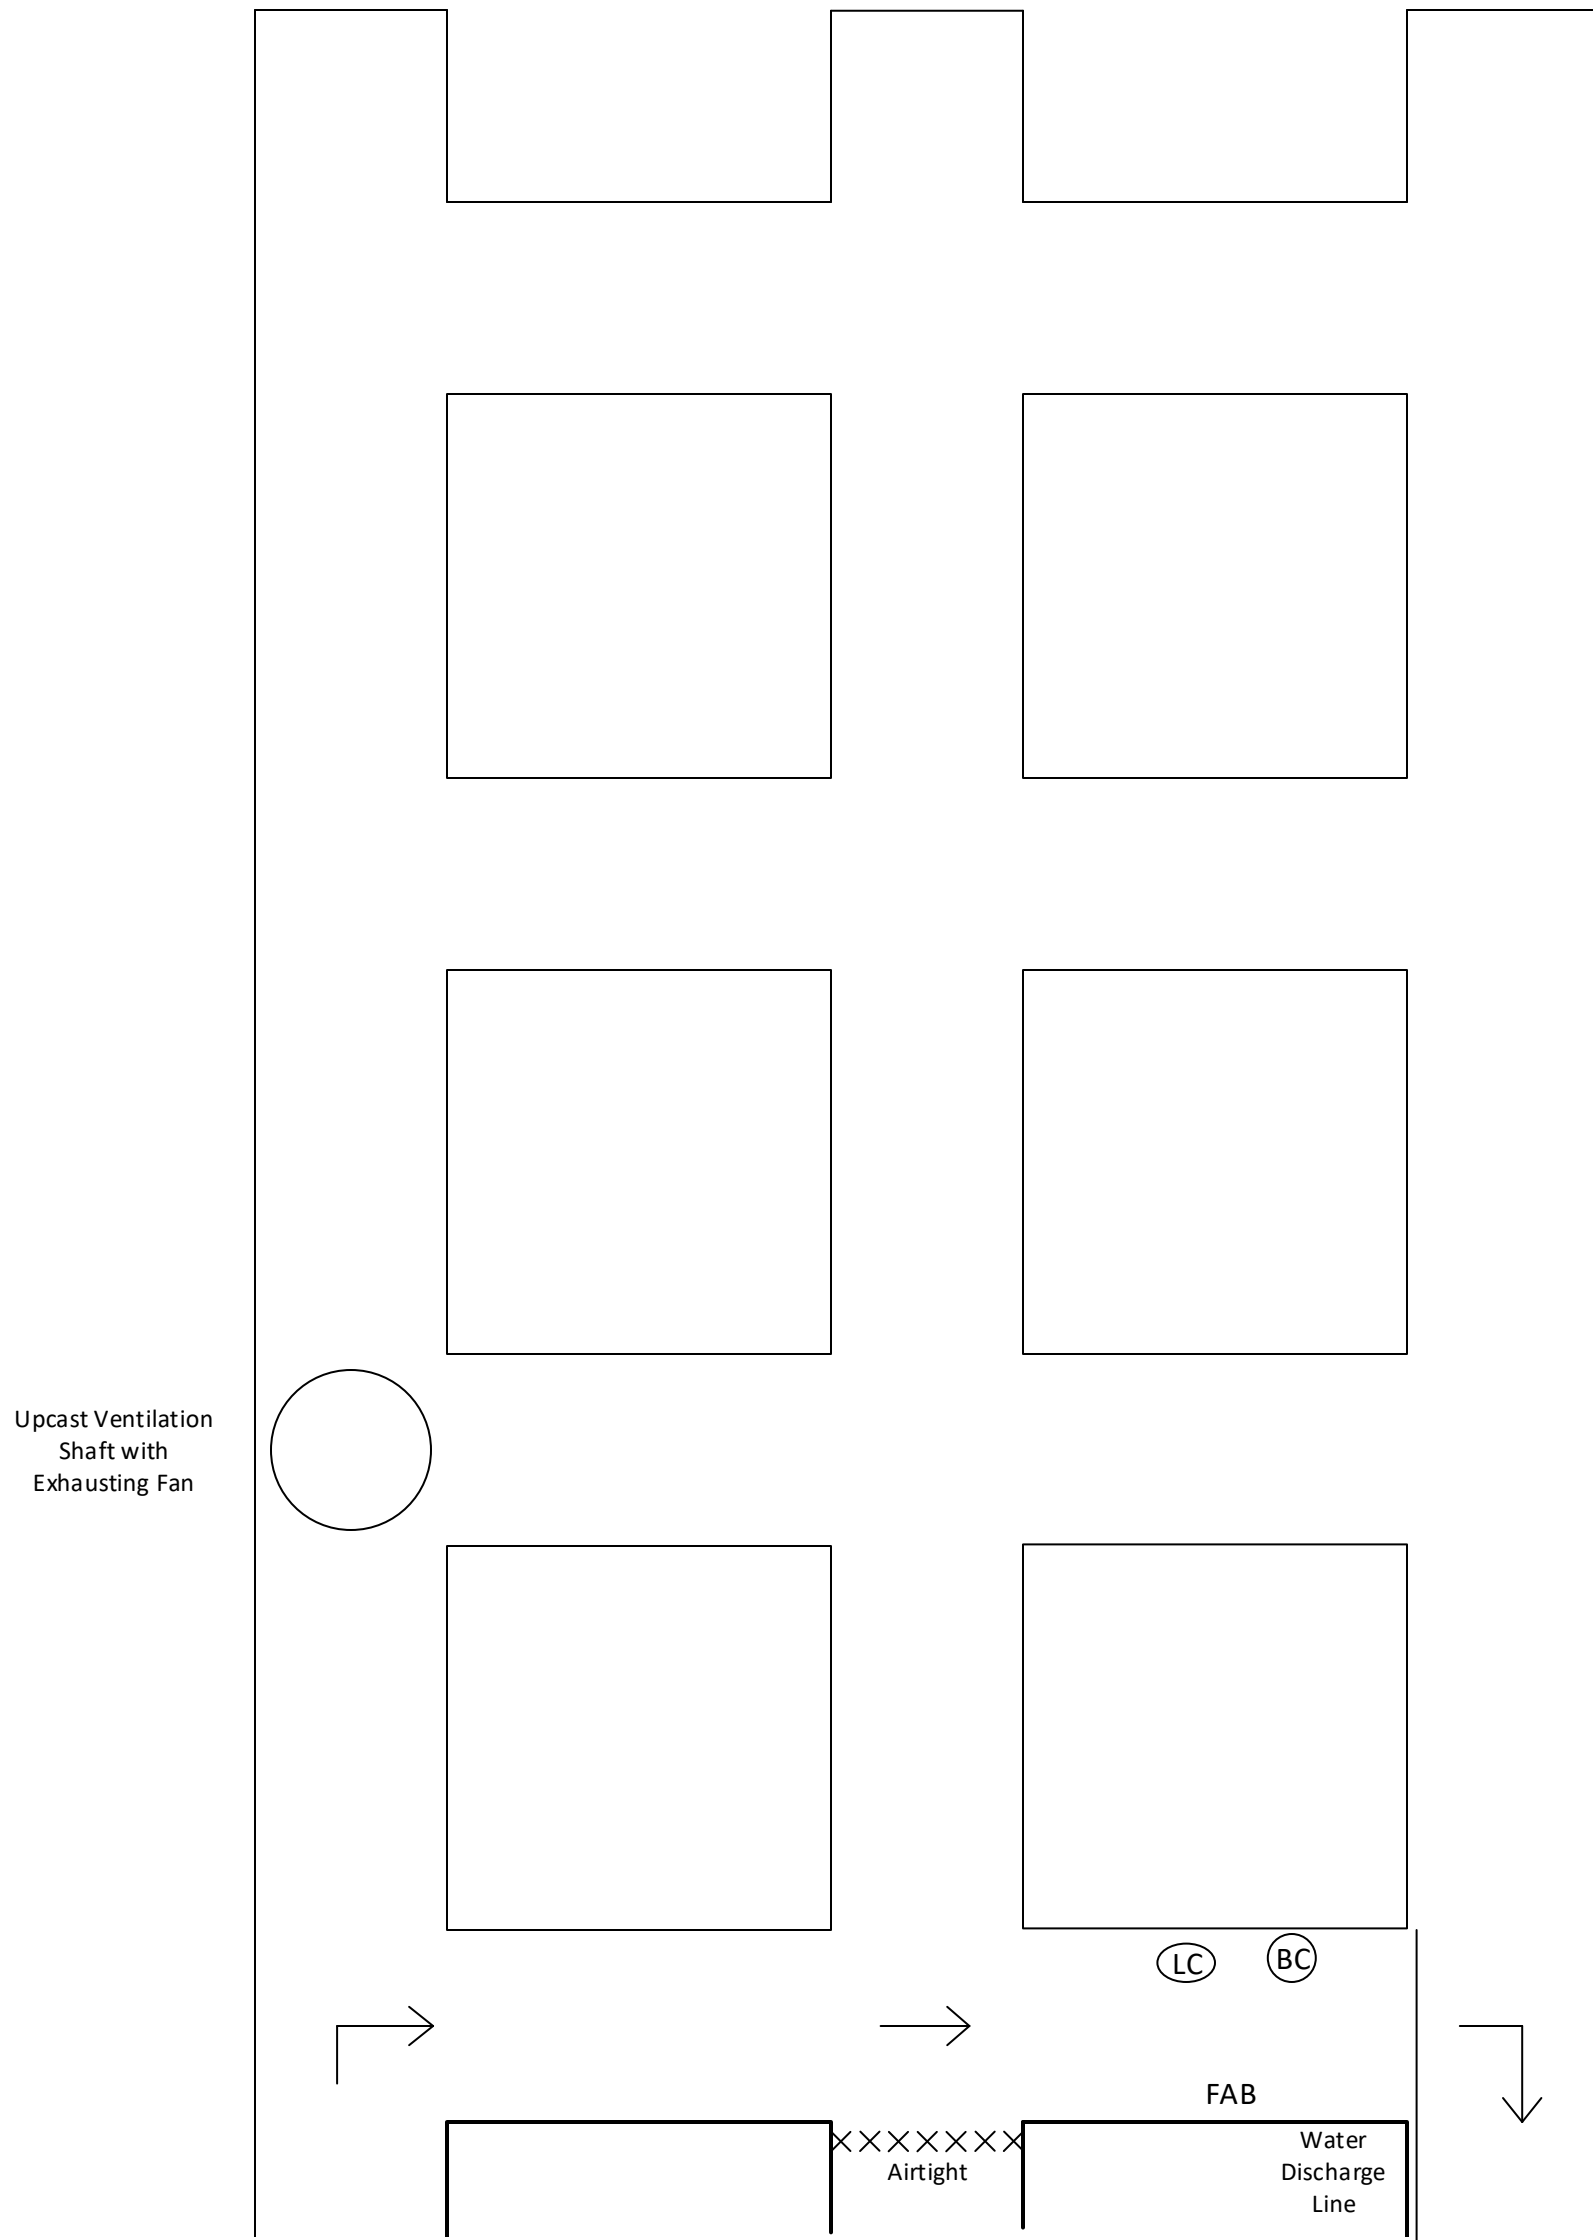 Upcast Ventilation
Shaft with
Exhausting Fan
LC
BC
FAB
Airtight
Water
Discharge
Line